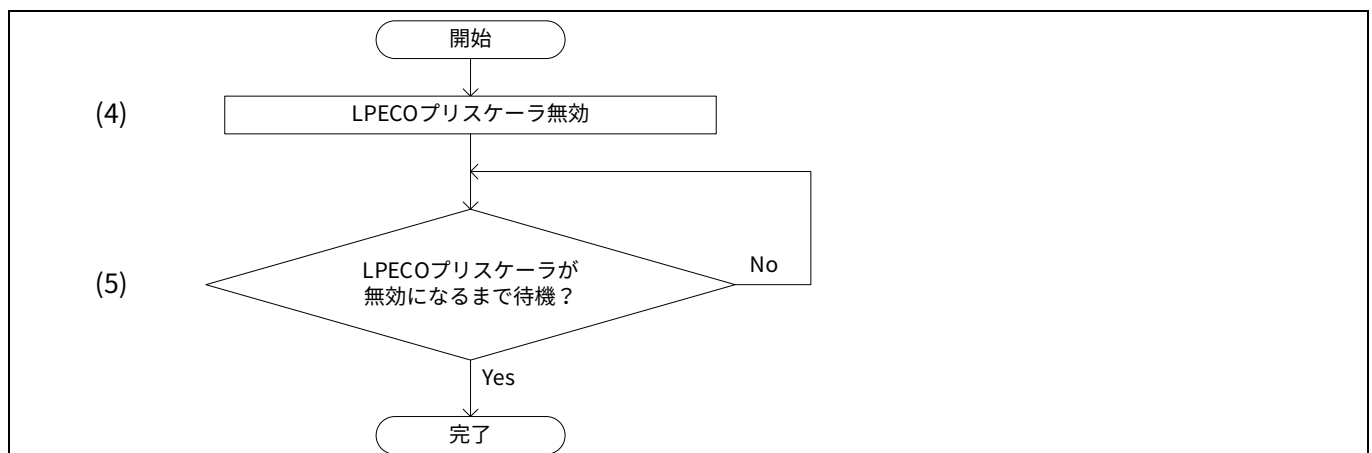 開始
(4)
LPECOプリスケーラ無効
(5)
LPECOプリスケーラが
無効になるまで待機？
No
Yes
完了